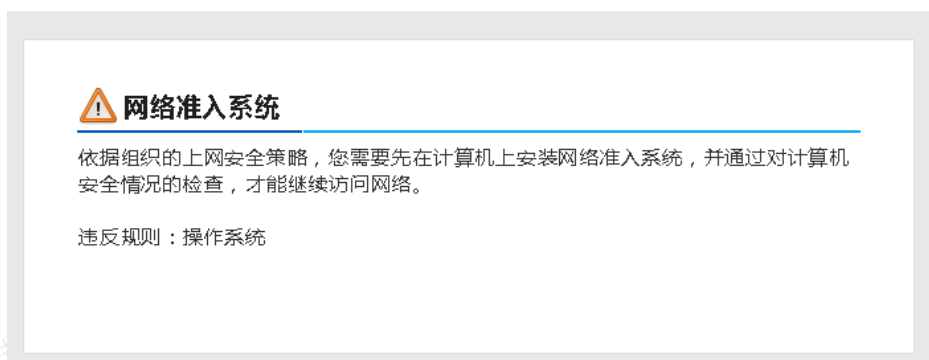 网络准入系统
依据组织的上网安全策略，您需要先在计算机上安装网络准入系统，并通过对计算机
安全情况的检查，才能继续访问网络。
违反规则：操作系统